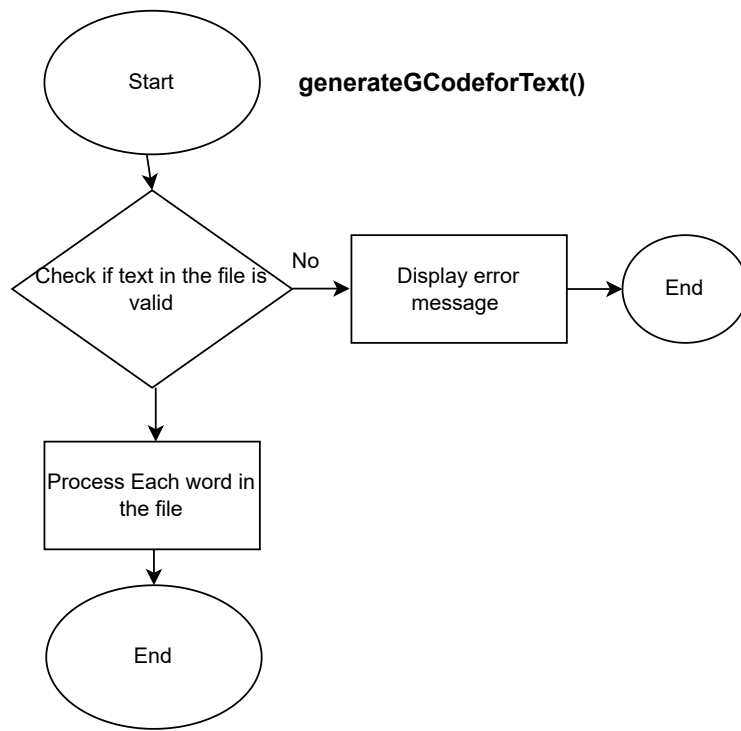 Start
generateGCodeforText()
Check if text in the file is
valid
No
Display error
message
End
Process Each word in
the file
End